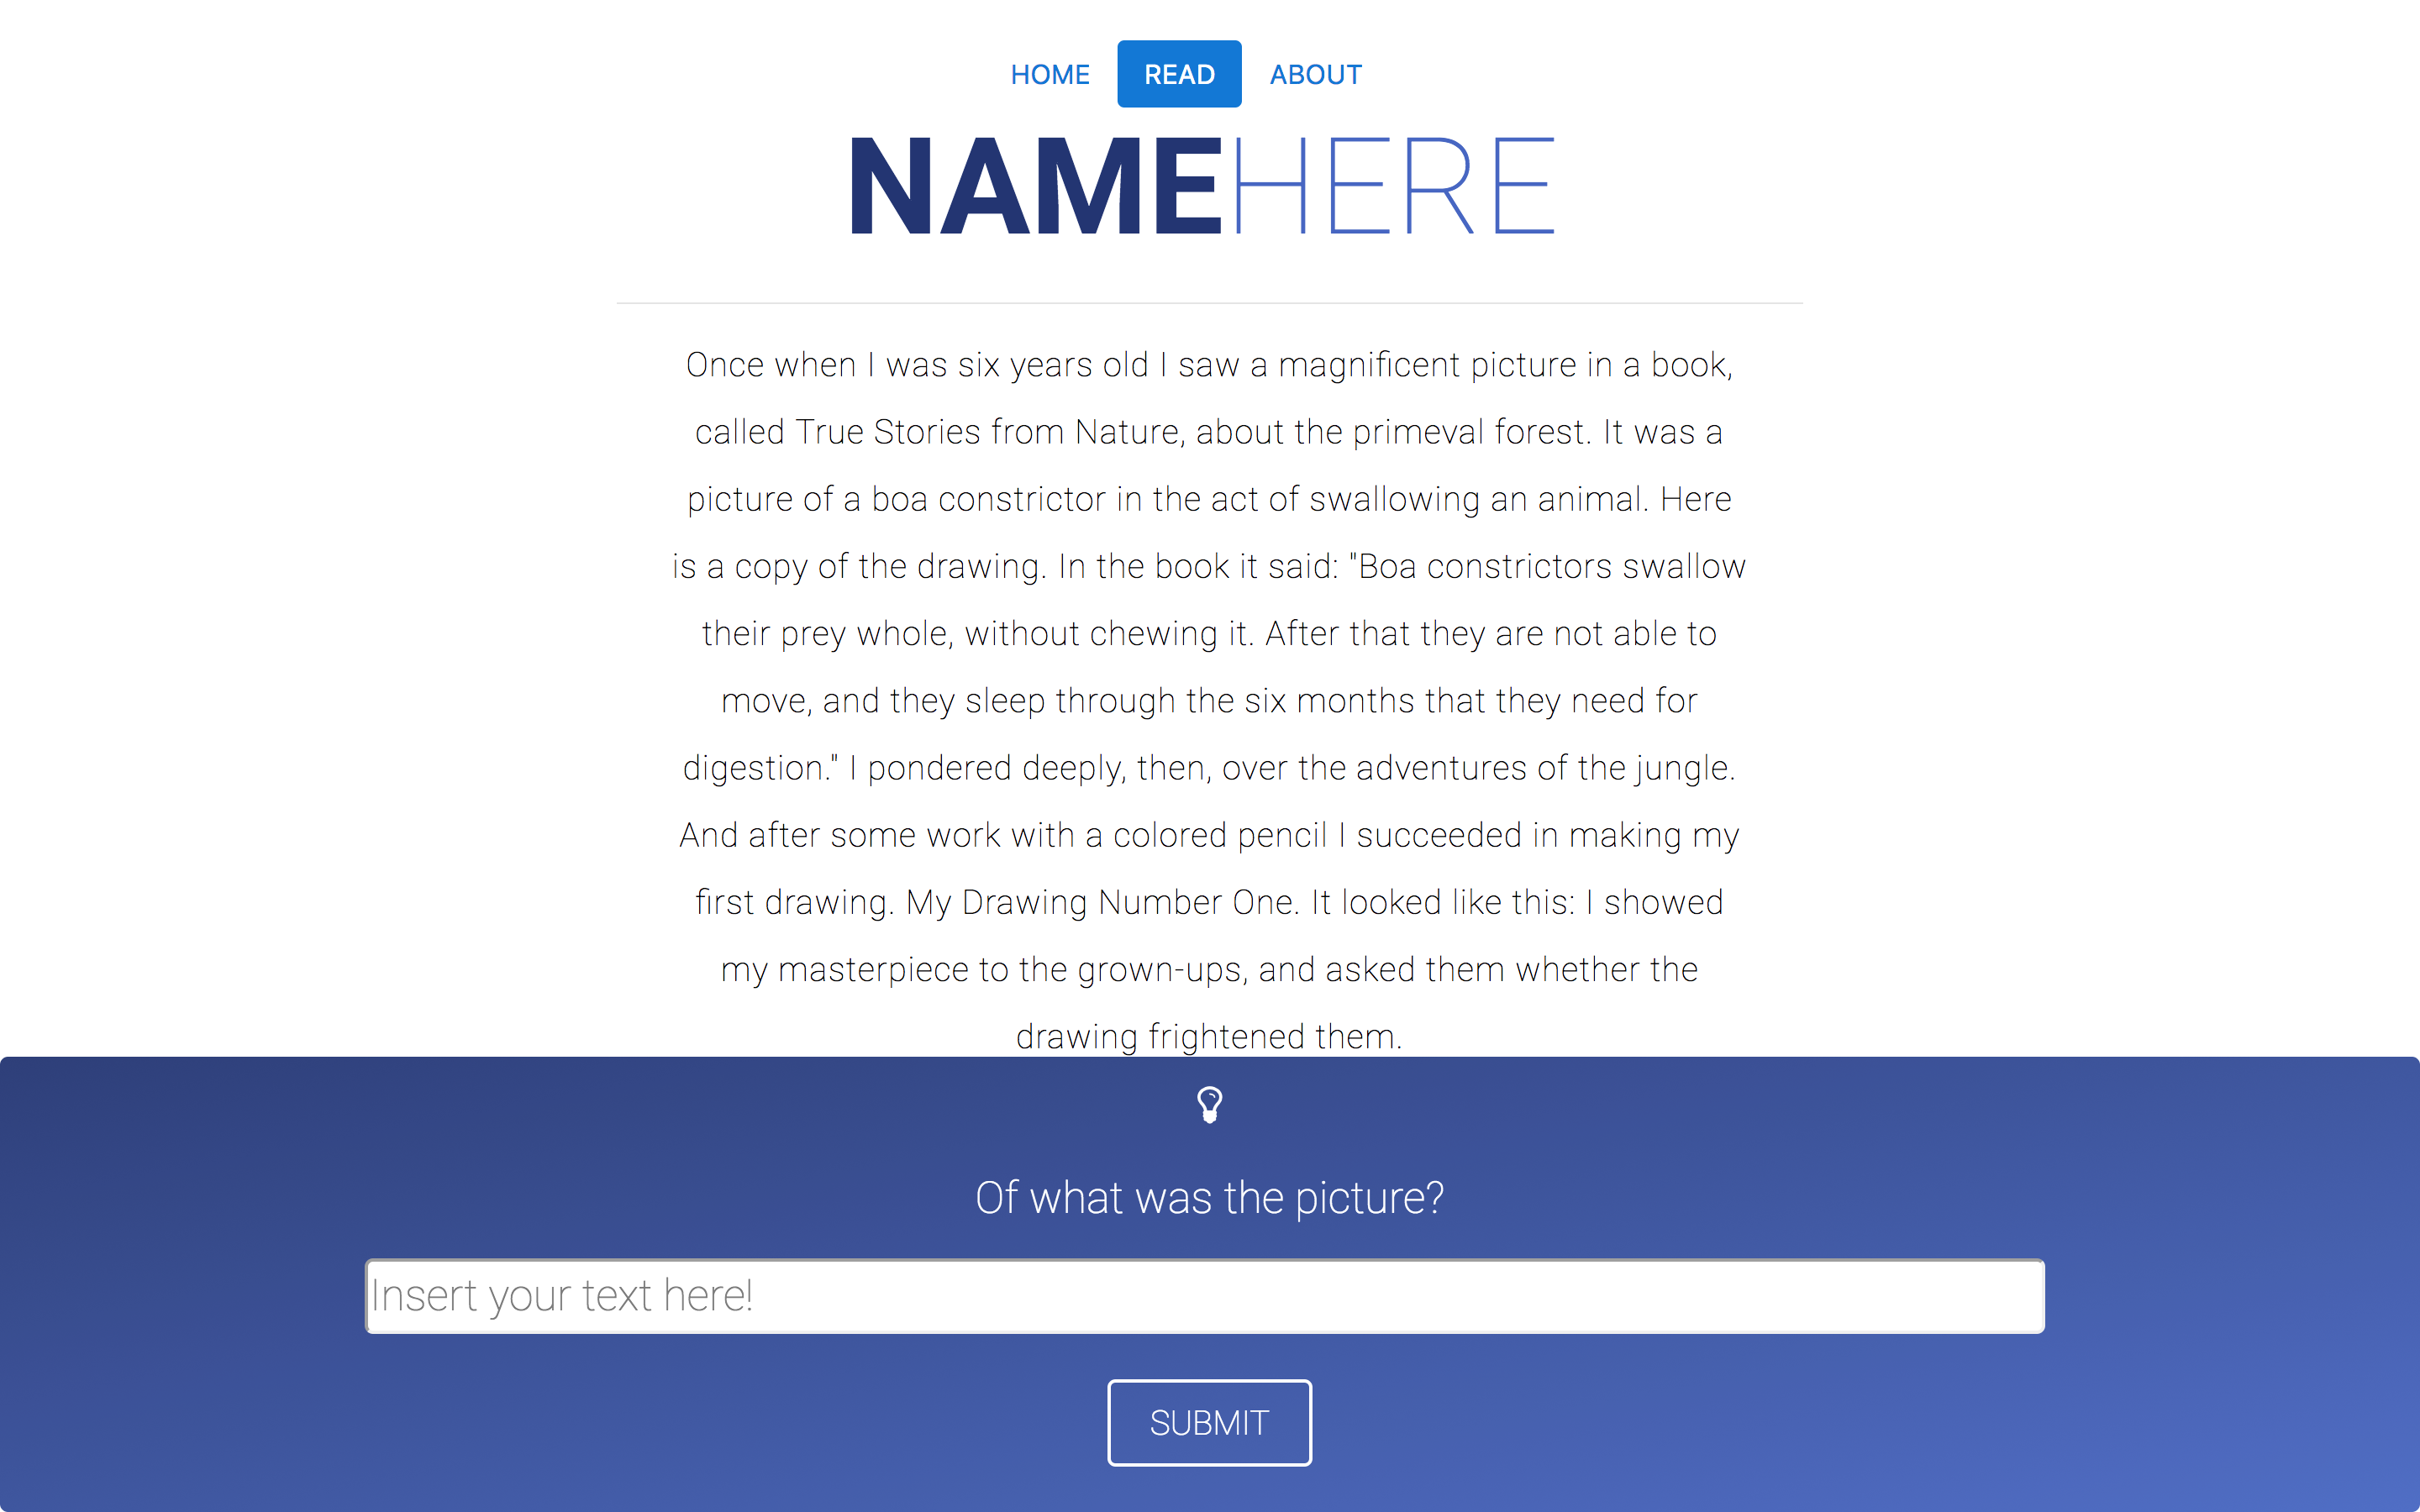 HOME READ ABOUT
NAMEHERE
Once when I was six years old I saw a magnificent picture in a book,
called True Stories from Nature, about the primeval forest. It was a
picture of a boa constrictor in the act of swallowing an animal. Here
is a copy of the drawing. In the book it said: "Boa constrictors swallow
their prey whole, without chewing it. After that they are not able to
move, and they sleep through the six months that they need for
digestion." I pondered deeply, then, over the adventures of the jungle.
And after some work with a colored pencil I succeeded in making my
first drawing. My Drawing Number One. It looked like this: I showed
my masterpiece to the grown-ups, and asked them whether the
drawing frightened them.
Of what was the picture?
Insert your text here!
SUBMIT